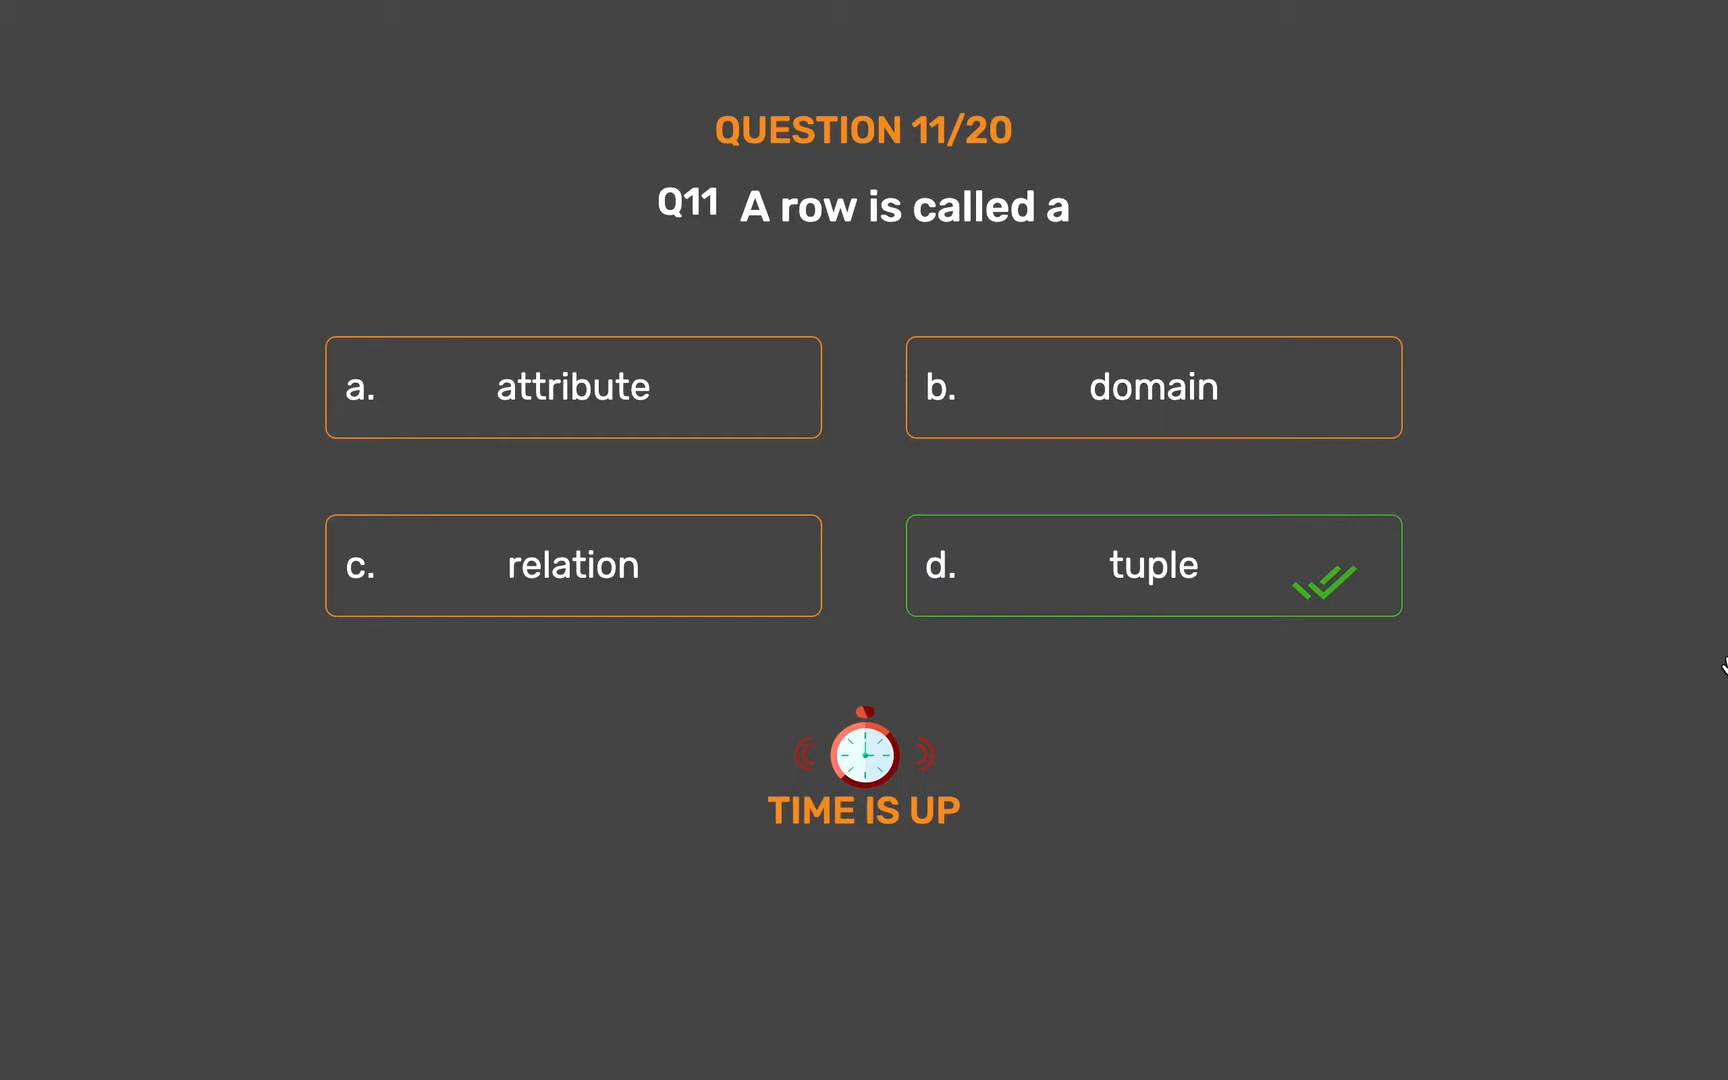 QUESTION 11/20
Q11 A row is called a
a. attribute
b. domain
c. relation
d. tuple
TIME IS UP